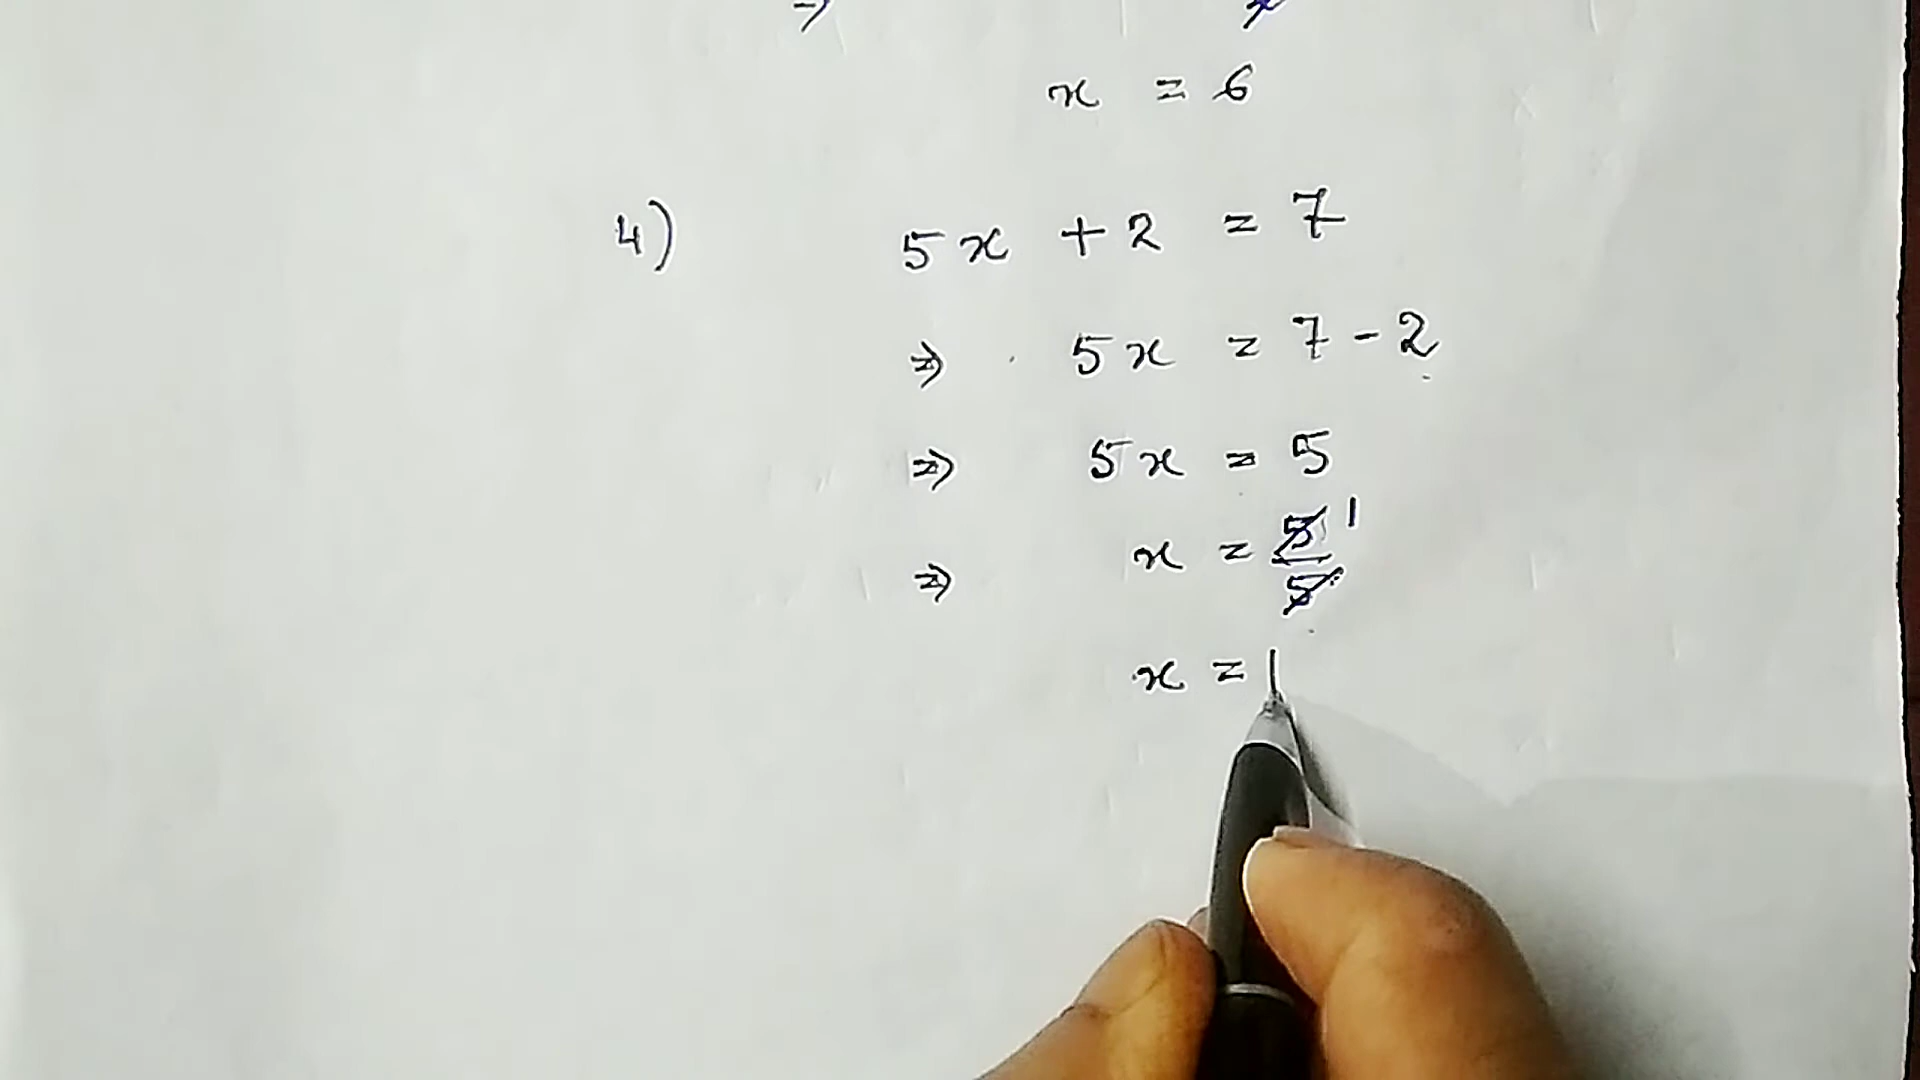 ⇒
x = 6
4) 5x + 2 = 7
⇒ 5x = 7 - 2
⇒ 5x = 5
⇒ x = 5/5 1
x = 1